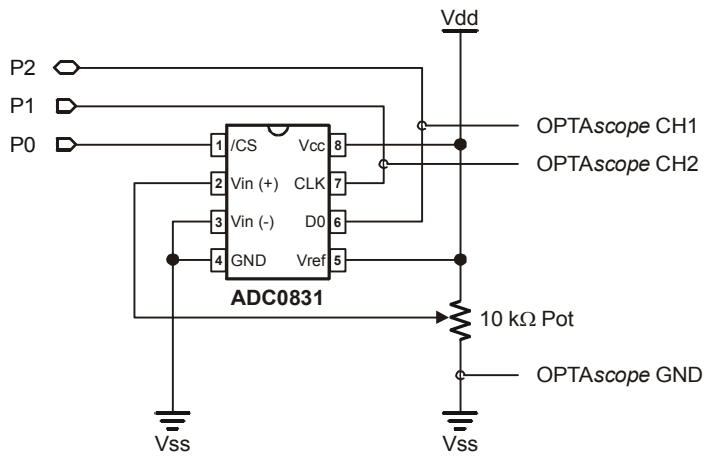 Vdd
P2
P1
P0
OPTAscope CH1
OPTAscope CH2
1 /CS Vcc 8
2 Vin (+) CLK 7
3 Vin (-) D0 6
4 GND Vref 5
ADC0831
10 kΩ Pot
OPTAscope GND
Vss
Vss